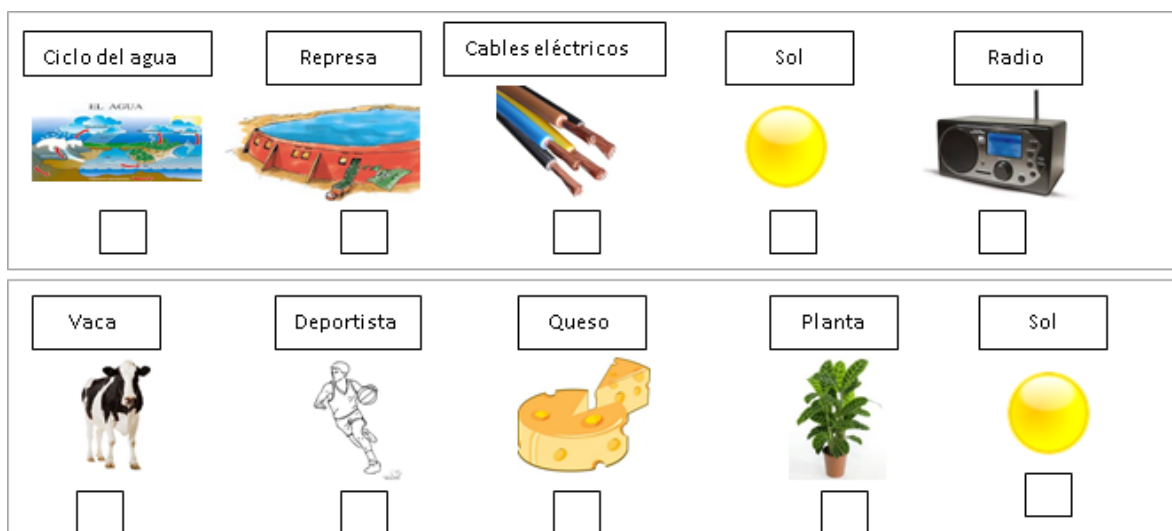 Ciclo del agua
Represa
Cables eléctricos
Sol
Radio
EL AGUA
Vaca
Deportista
Queso
Planta
Sol